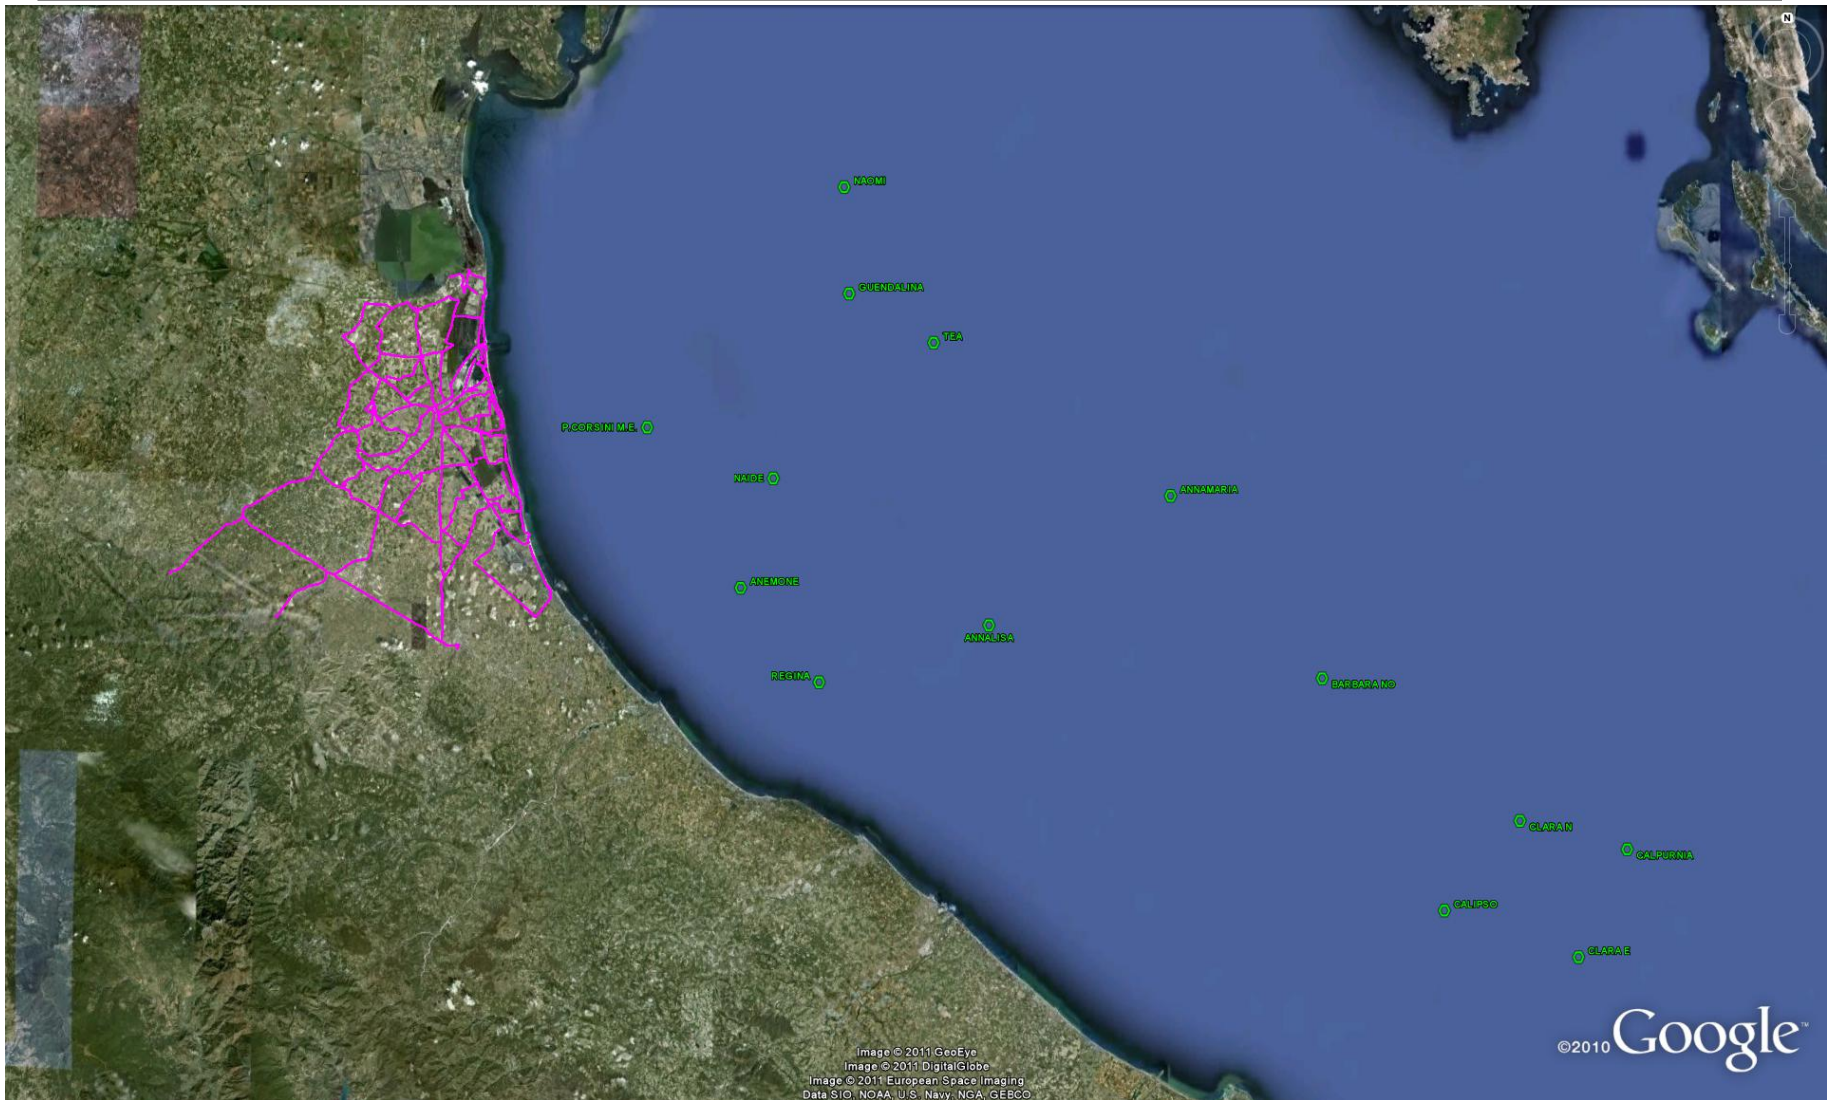 N
NAOMI
GUENDALINA
TEA
P.CORSINI M.E.
NAIDE
ANNAMARIA
ANEMONE
ANNALISA
REGINA
BARBARA NO
CLARA N
CALPURNIA
CALIPSO
CLARA E
©2010 Google™
Image © 2011 GeoEye
Image © 2011 DigitalGlobe
Image © 2011 European Space Imaging
Data SIO, NOAA, U.S. Navy, NGA, GEBCO